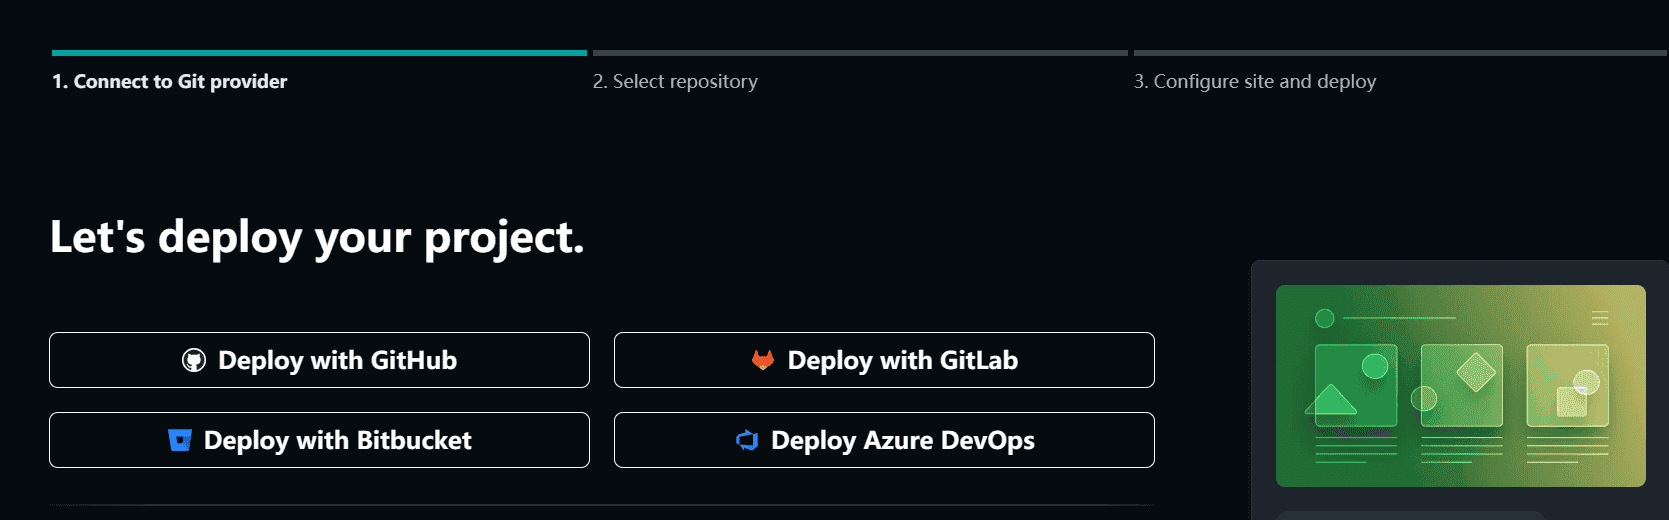 1. Connect to Git provider
2. Select repository
3. Configure site and deploy
Let's deploy your project.
Deploy with GitHub
Deploy with GitLab
Deploy with Bitbucket
Deploy Azure DevOps